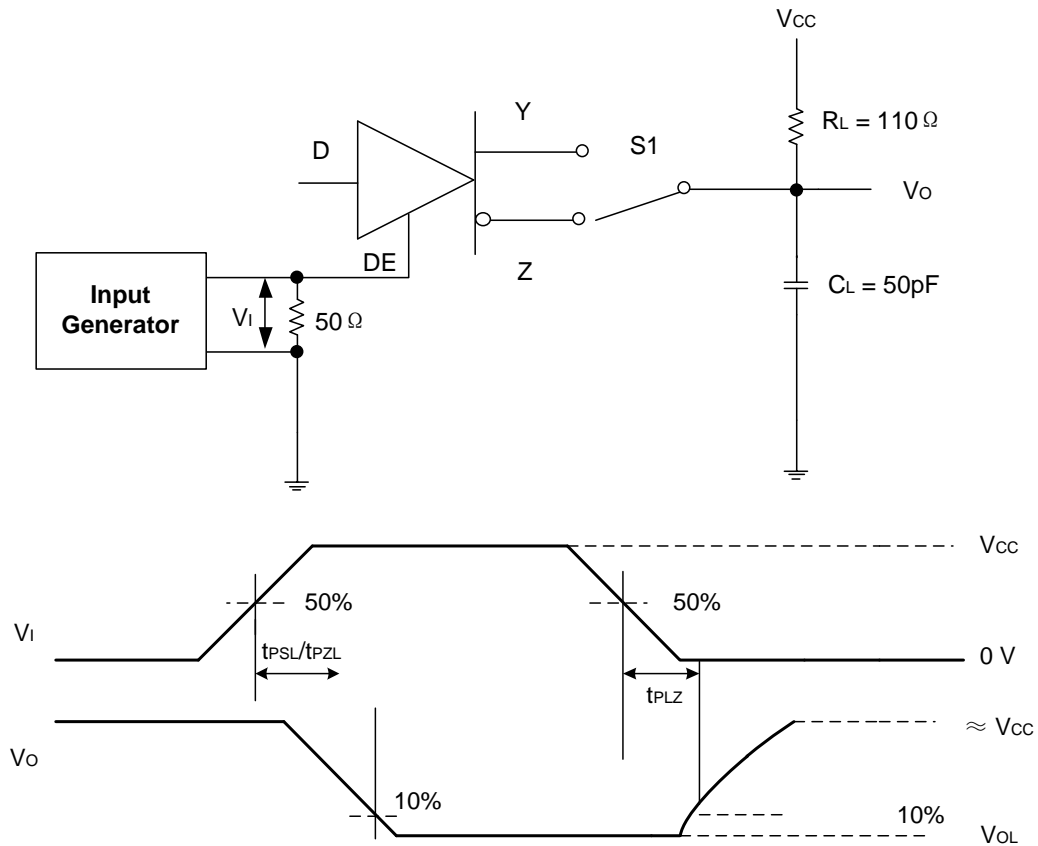 VCC
RL = 110 Ω
Y
S1
D
VO
DE
Z
Input
Generator
VI
50 Ω
CL = 50pF
VCC
50%
50%
VI
tPSL/tPZL
tPLZ
0 V
VO
≈ VCC
10%
10%
VOL